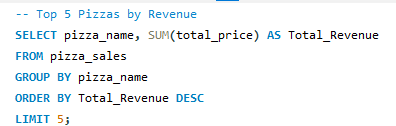 -- Top 5 Pizzas by Revenue
SELECT pizza_name, SUM(total_price) AS Total_Revenue
FROM pizza_sales
GROUP BY pizza_name
ORDER BY Total_Revenue DESC
LIMIT 5;